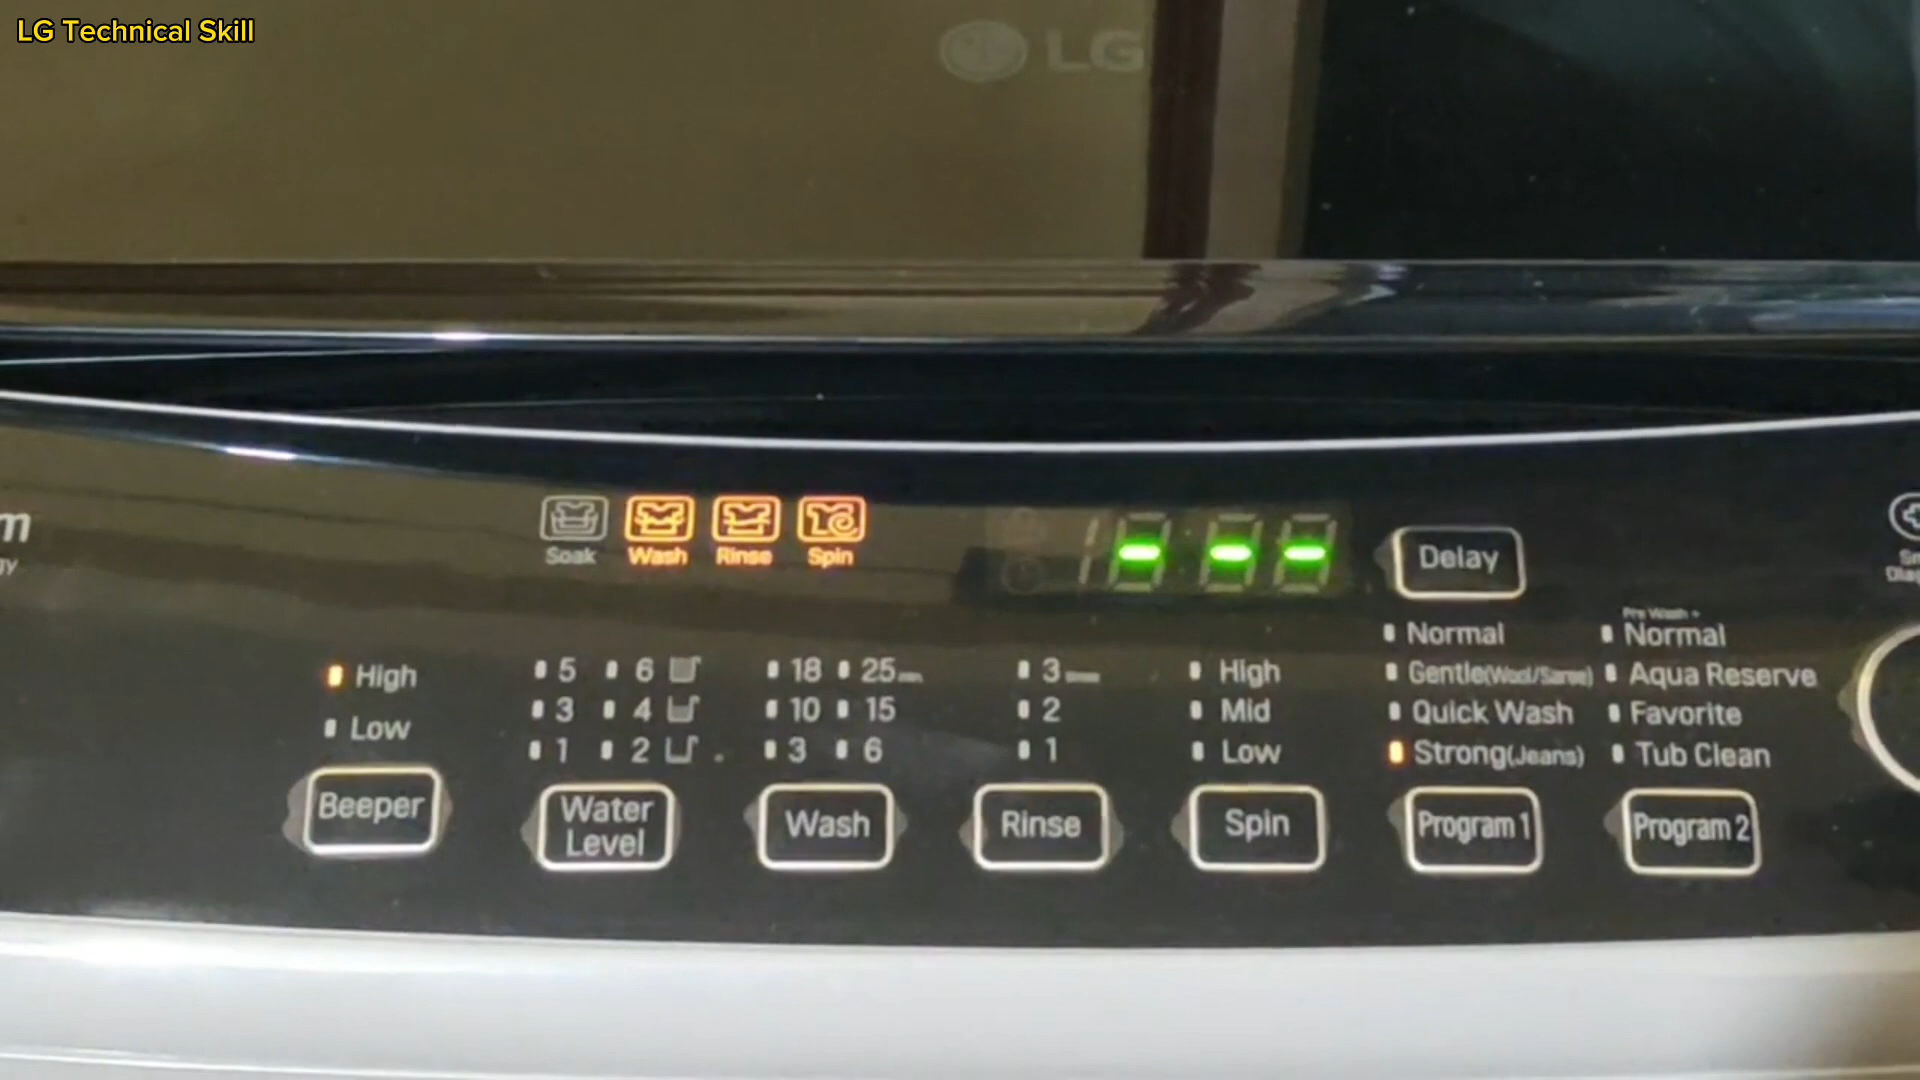 LG Technical Skill
LG
Soak Wash Rinse Spin
- - -
Delay
High
Low
Beeper
5 6
3 4
1 2
Water
Level
18 25
10 15
3 6
Wash
3
2
1
Rinse
High
Mid
Low
Spin
Normal
Gentle(Wool/Saree)
Quick Wash
Strong(Jeans)
Program 1
Pre Wash +
Normal
Aqua Reserve
Favorite
Tub Clean
Program 2